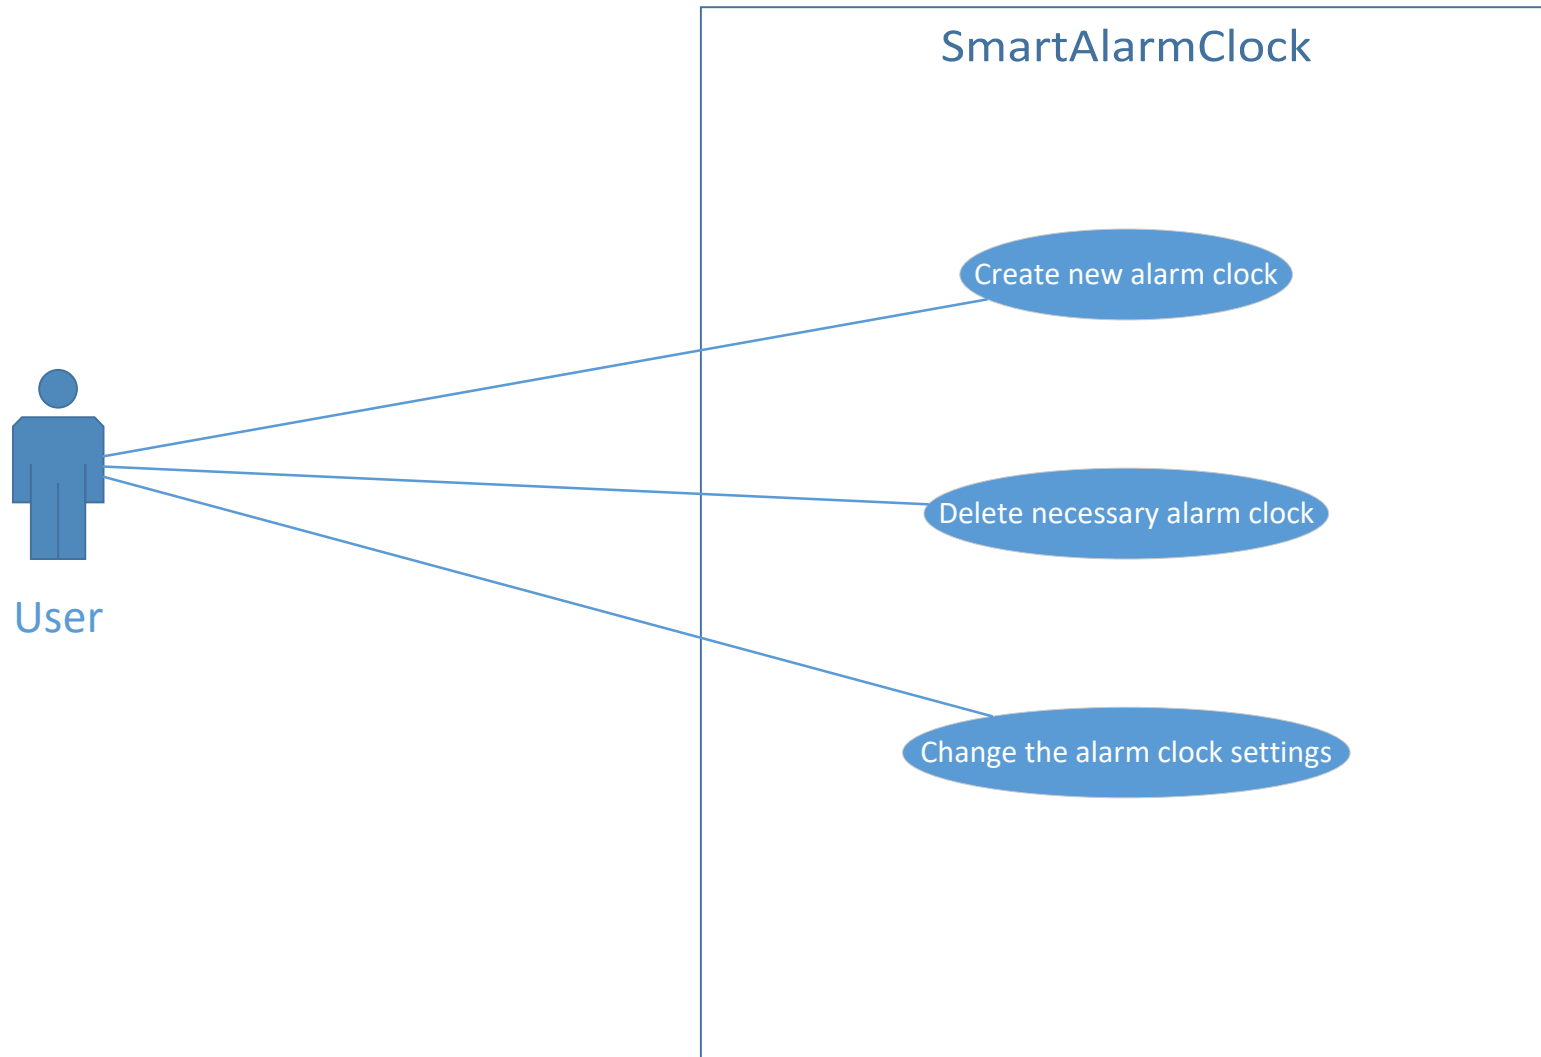 SmartAlarmClock
Create new alarm clock
Delete necessary alarm clock
User
Change the alarm clock settings